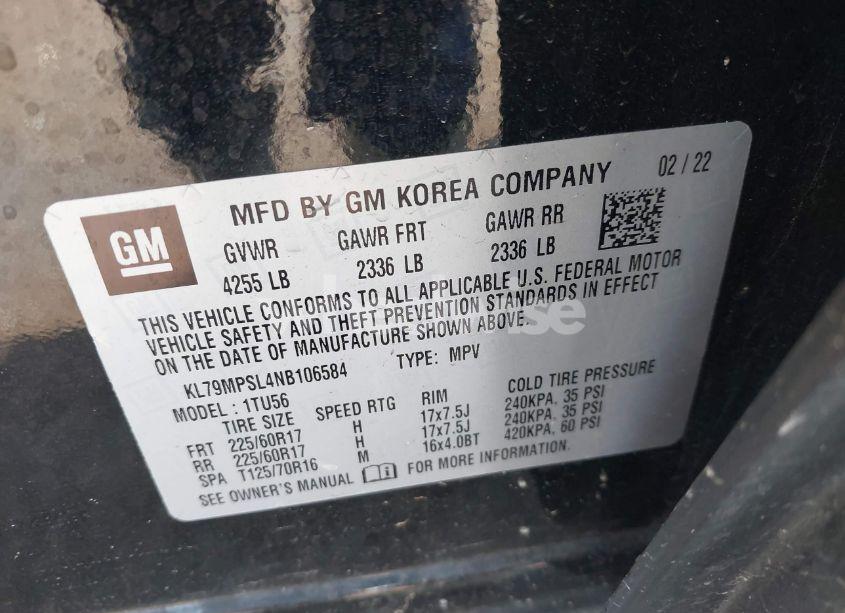 MFD BY GM KOREA COMPANY 02 / 22
GM
GVWR GAWR FRT GAWR RR
4255 LB 2336 LB 2336 LB
THIS VEHICLE CONFORMS TO ALL APPLICABLE U.S. FEDERAL MOTOR
VEHICLE SAFETY AND THEFT PREVENTION STANDARDS IN EFFECT
ON THE DATE OF MANUFACTURE SHOWN ABOVE.
KL79MPSL4NB106584 TYPE: MPV
MODEL : 1TU56
TIRE SIZE SPEED RTG RIM COLD TIRE PRESSURE
FRT 225/60R17 H 17x7.5J 240KPA, 35 PSI
RR 225/60R17 H 17x7.5J 240KPA, 35 PSI
SPA T125/70R16 M 16x4.0BT 420KPA, 60 PSI
SEE OWNER'S MANUAL FOR MORE INFORMATION.